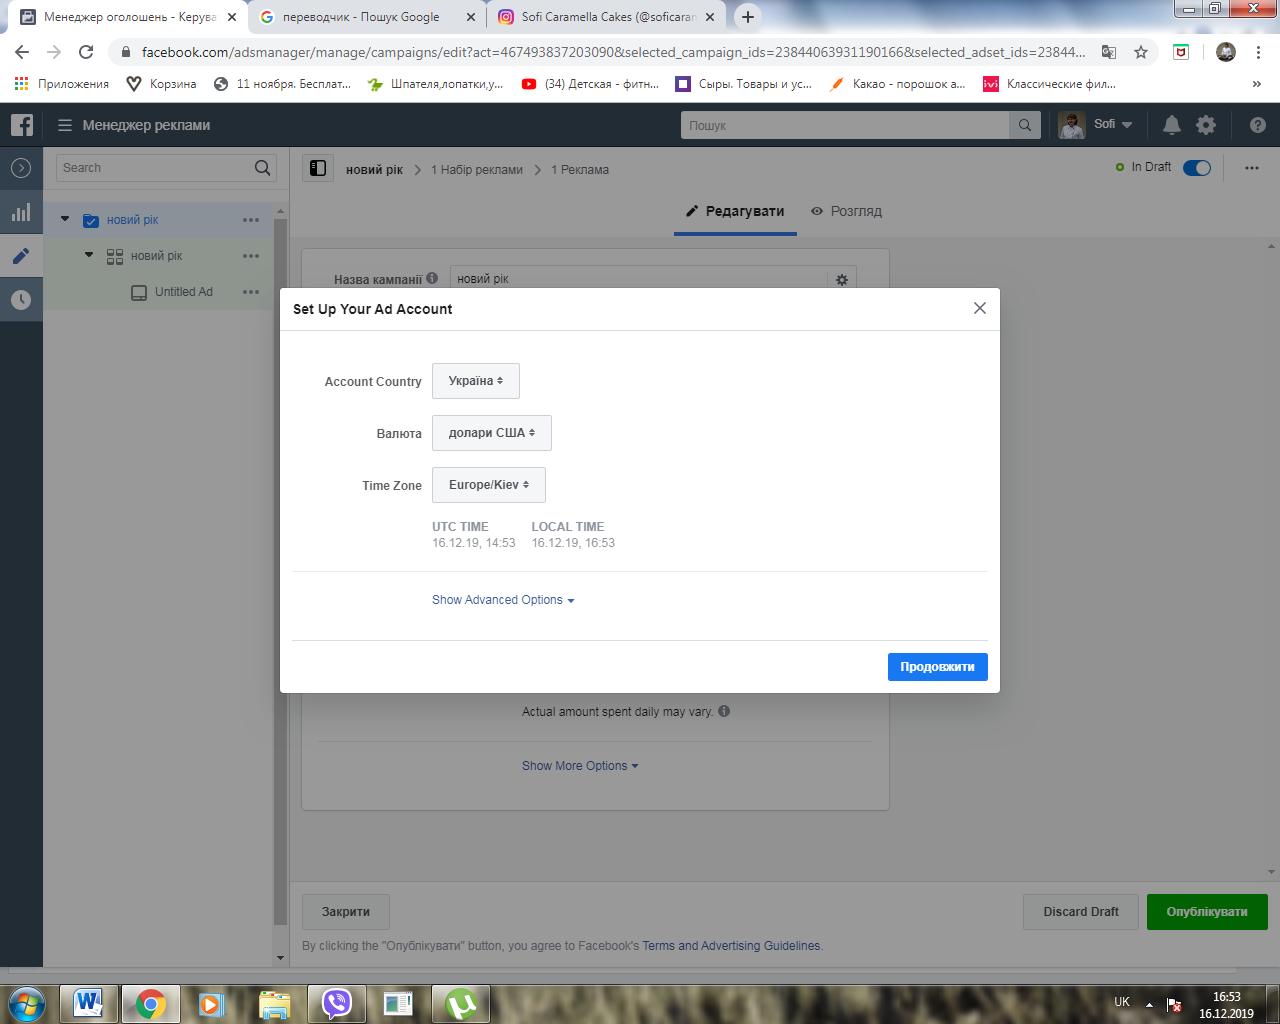 Менеджер оголошень - Керува
переводчик - Пошук Google
Sofi Caramella Cakes (@soficaran
facebook.com/adsmanager/manage/campaigns/edit?act=467493837203090&selected_campaign_ids=23844063931190166&selected_adset_ids=23844...
Приложения
Корзина
11 ноября. Бесплат...
Шпателя,лопатки,у...
(34) Детская - фитн...
Сыры. Товары и ус...
Какао - порошок а...
Классические фил...
»
Менеджер реклами
Пошук
Sofi
Search
новий рік
1 Набір реклами
1 Реклама
In Draft
новий рік
новий рік
Untitled Ad
Редагувати
Розгляд
Назва кампанії
новий рік
Set Up Your Ad Account
Account Country
Україна
Валюта
долари США
Time Zone
Europe/Kiev
UTC TIME
LOCAL TIME
16.12.19, 14:53
16.12.19, 16:53
Show Advanced Options
Продовжити
Actual amount spent daily may vary.
Show More Options
Закрити
Discard Draft
Опублікувати
By clicking the "Опублікувати" button, you agree to Facebook's Terms and Advertising Guidelines.
UK
16:53
16.12.2019